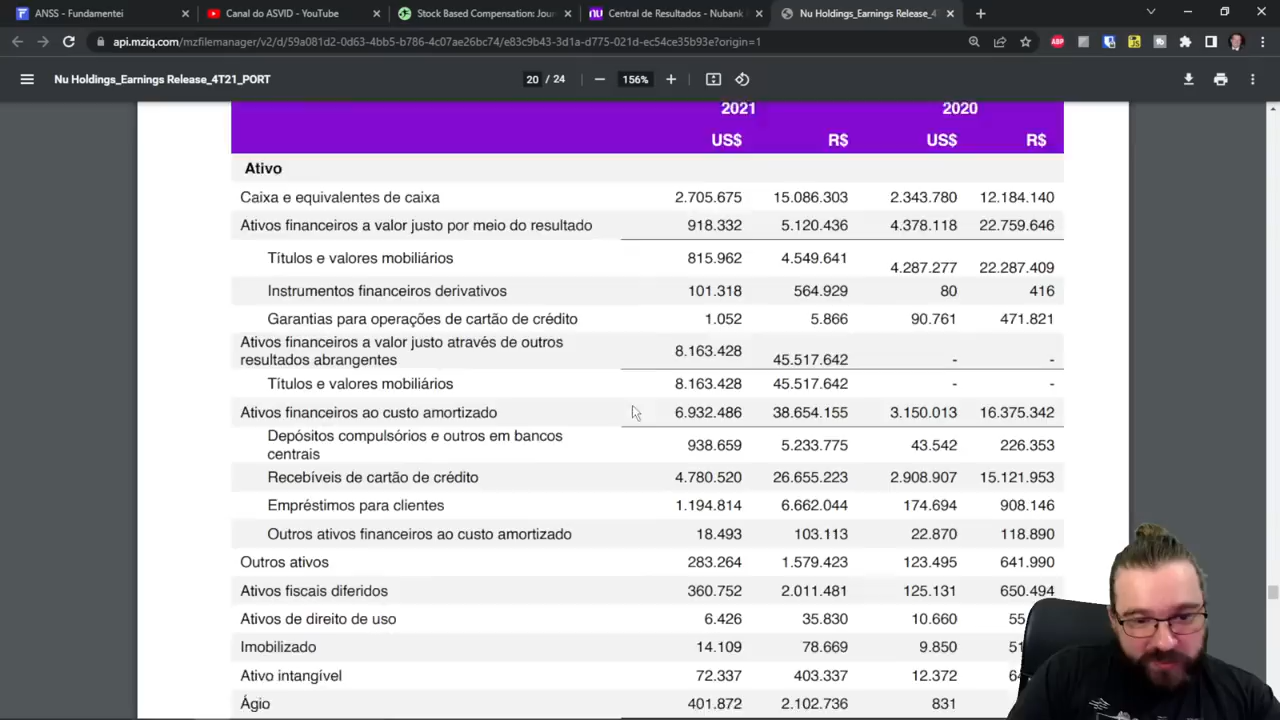 ANSS - Fundamentei
Canal do ASVID - YouTube
Stock Based Compensation: Jour
Central de Resultados - Nubank
Nu Holdings_Earnings Release_4
api.mziq.com/mzfilemanager/v2/d/59a081d2-0d63-4bb5-b786-4c07ae26bc74/e83c9b43-3d1a-d775-021d-ec54ce35b93e?origin=1
Nu Holdings_Earnings Release_4T21_PORT
20 / 24
156%
2021 2020
US$ R$ US$ R$
Ativo
Caixa e equivalentes de caixa 2.705.675 15.086.303 2.343.780 12.184.140
Ativos financeiros a valor justo por meio do resultado 918.332 5.120.436 4.378.118 22.759.646
Títulos e valores mobiliários 815.962 4.549.641 4.287.277 22.287.409
Instrumentos financeiros derivativos 101.318 564.929 80 416
Garantias para operações de cartão de crédito 1.052 5.866 90.761 471.821
Ativos financeiros a valor justo através de outros
resultados abrangentes 8.163.428 45.517.642 - -
Títulos e valores mobiliários 8.163.428 45.517.642 - -
Ativos financeiros ao custo amortizado 6.932.486 38.654.155 3.150.013 16.375.342
Depósitos compulsórios e outros em bancos
centrais 938.659 5.233.775 43.542 226.353
Recebíveis de cartão de crédito 4.780.520 26.655.223 2.908.907 15.121.953
Empréstimos para clientes 1.194.814 6.662.044 174.694 908.146
Outros ativos financeiros ao custo amortizado 18.493 103.113 22.870 118.890
Outros ativos 283.264 1.579.423 123.495 641.990
Ativos fiscais diferidos 360.752 2.011.481 125.131 650.494
Ativos de direito de uso 6.426 35.830 10.660 55
Imobilizado 14.109 78.669 9.850 51
Ativo intangível 72.337 403.337 12.372
Ágio 401.872 2.102.736 831